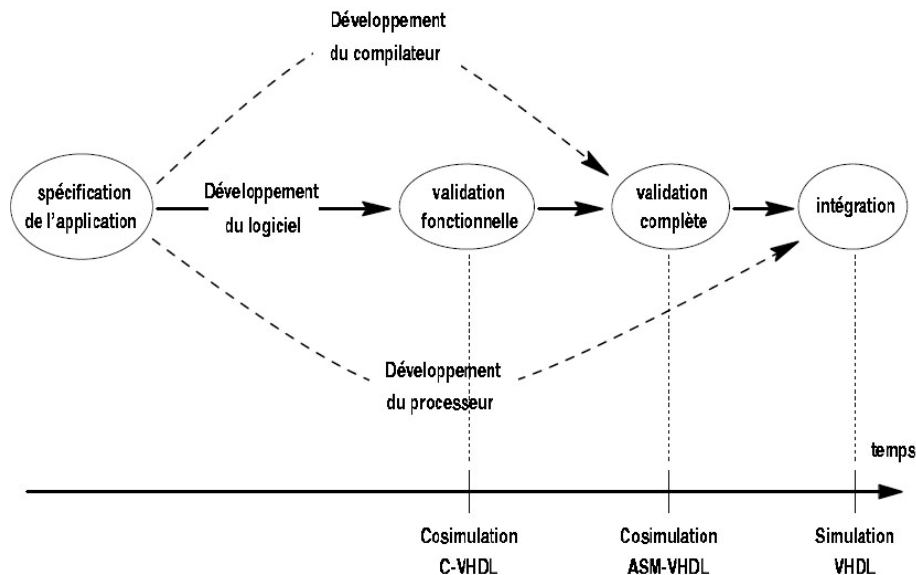 Développement
du compilateur
spécification
de l'application
Développement
du logiciel
validation
fonctionnelle
validation
complète
intégration
Développement
du processeur
temps
Cosimulation
C-VHDL
Cosimulation
ASM-VHDL
Simulation
VHDL